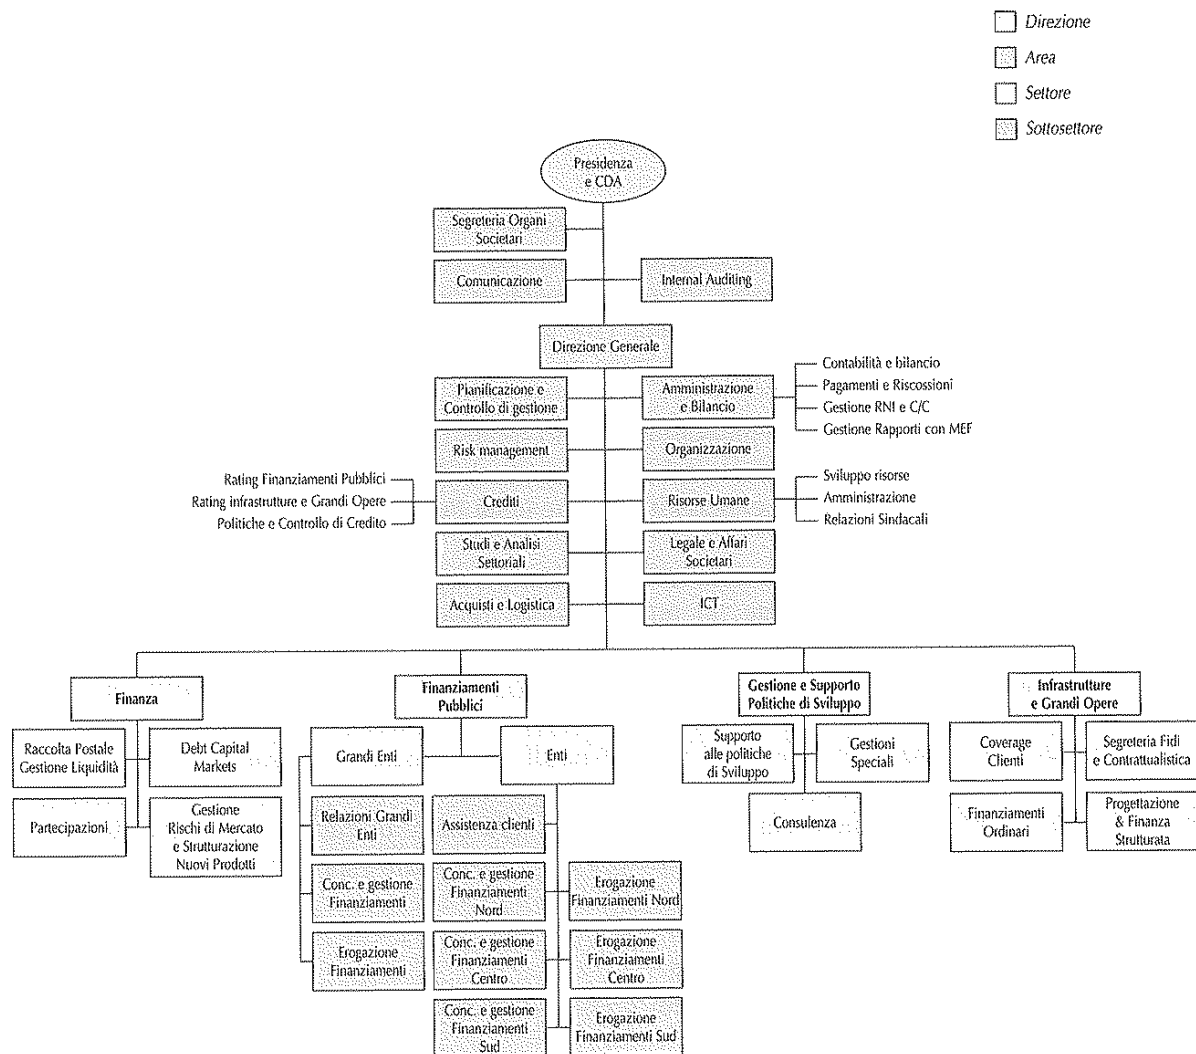 Direzione
Area
Settore
Sottosettore
Presidenza
e CDA
Segreteria Organi
Societari
Comunicazione
Internal Auditing
Direzione Generale
Pianificazione e
Controllo di gestione
Amministrazione
e Bilancio
Contabilità e bilancio
Pagamenti e Riscossioni
Gestione RNI e C/C
Gestione Rapporti con MEF
Risk management
Organizzazione
Rating Finanziamenti Pubblici
Rating infrastrutture e Grandi Opere
Politiche e Controllo di Credito
Crediti
Risorse Umane
Sviluppo risorse
Amministrazione
Relazioni Sindacali
Studi e Analisi
Settoriali
Legale e Affari
Societari
Acquisti e Logistica
ICT
Finanza
Finanziamenti
Pubblici
Gestione e Supporto
Politiche di Sviluppo
Infrastrutture
e Grandi Opere
Raccolta Postale
Gestione Liquidità
Debt Capital
Markets
Partecipazioni
Gestione
Rischi di Mercato
e Strutturazione
Nuovi Prodotti
Grandi Enti
Enti
Relazioni Grandi
Enti
Conc. e gestione
Finanziamenti
Erogazione
Finanziamenti
Assistenza clienti
Conc. e gestione
Finanziamenti
Nord
Erogazione
Finanziamenti Nord
Conc. e gestione
Finanziamenti
Centro
Erogazione
Finanziamenti
Centro
Conc. e gestione
Finanziamenti
Sud
Erogazione
Finanziamenti Sud
Supporto
alle politiche
di Sviluppo
Gestioni
Speciali
Consulenza
Coverage
Clienti
Segreteria Fidi
e Contrattualistica
Finanziamenti
Ordinari
Progettazione
& Finanza
Strutturata